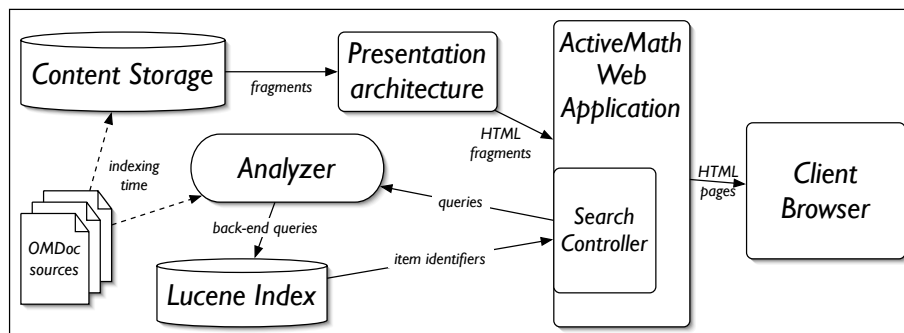 Content Storage
fragments
Presentation
architecture
ActiveMath
Web
Application
HTML
fragments
indexing
time
Analyzer
HTML
pages
Client
Browser
queries
Search
Controller
OMDoc
sources
back-end queries
item identifiers
Lucene Index